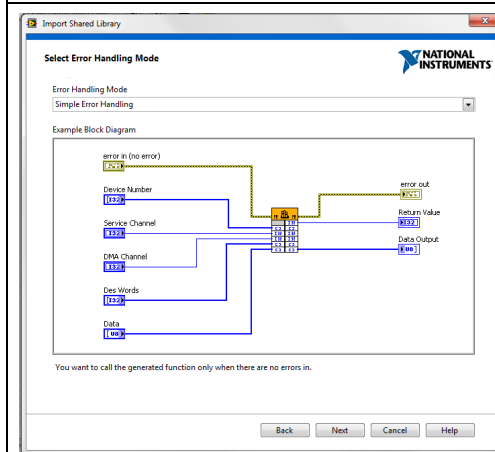 Import Shared Library
Select Error Handling Mode
NATIONAL
INSTRUMENTS
Error Handling Mode
Simple Error Handling
Example Block Diagram
error in (no error)
Device Number
[I32]
Service Channel
I32
DMA Channel
I32
Des Words
[I32]
Data
[U8]
error out
Return Value
I32
Data Output
[U8]
You want to call the generated function only when there are no errors in.
Back Next Cancel Help